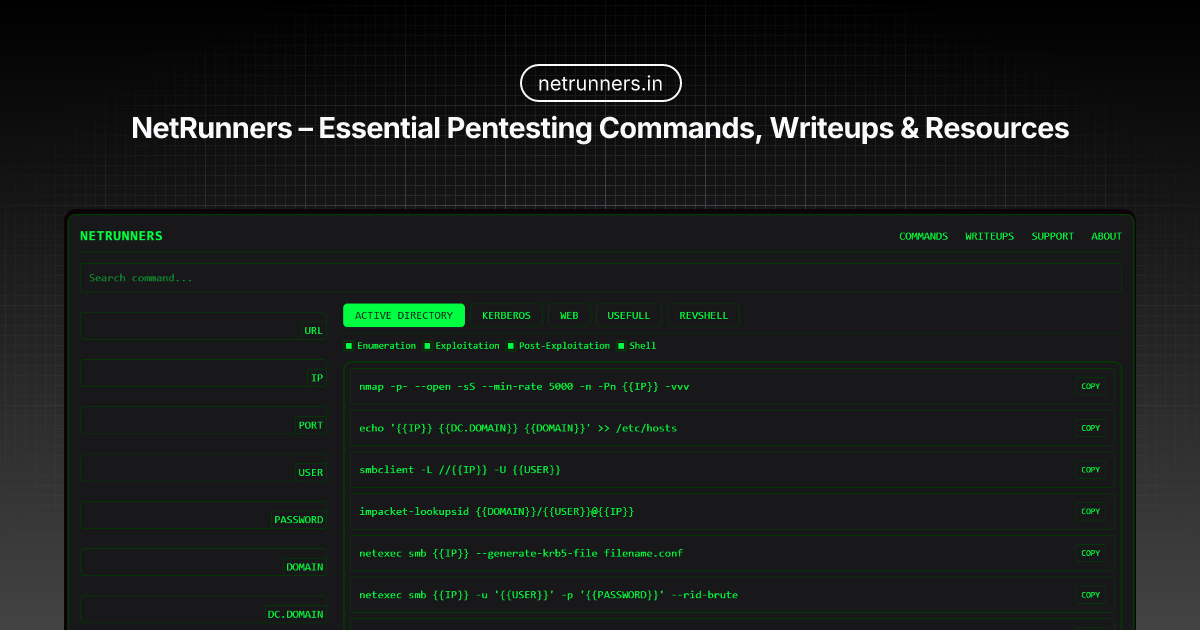 netrunners.in
NetRunners – Essential Pentesting Commands, Writeups & Resources
NETRUNNERS
COMMANDS WRITEUPS SUPPORT ABOUT
Search command...
URL
IP
PORT
USER
PASSWORD
DOMAIN
DC.DOMAIN
ACTIVE DIRECTORY KERBEROS WEB USEFULL REVSHELL
Enumeration Exploitation Post-Exploitation Shell
nmap -p- --open -sS --min-rate 5000 -n -Pn {{IP}} -vvv COPY
echo '{{IP}} {{DC.DOMAIN}} {{DOMAIN}}' >> /etc/hosts COPY
smbclient -L //{{IP}} -U {{USER}} COPY
impacket-lookupsid {{DOMAIN}}/{{USER}}@{{IP}} COPY
netexec smb {{IP}} --generate-krb5-file filename.conf COPY
netexec smb {{IP}} -u '{{USER}}' -p '{{PASSWORD}}' --rid-brute COPY